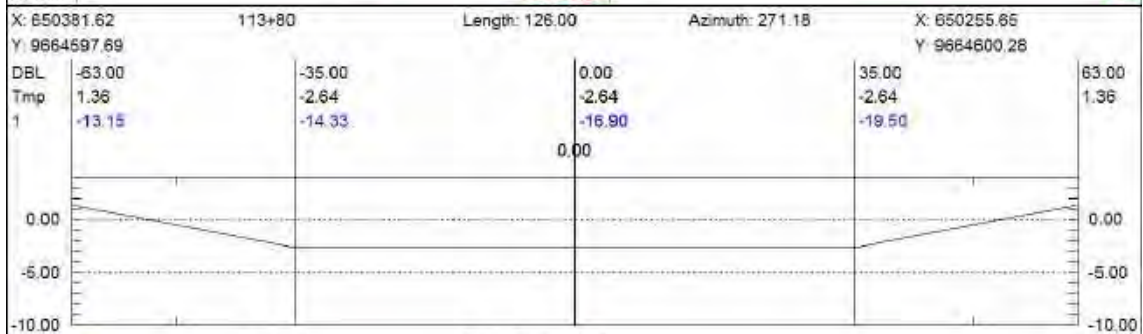 X: 650381.62 113+80 Length: 126.00 Azimuth: 271.18 X: 650255.65
Y: 9664597.69 Y: 9664600.28
DBL -63.00 -35.00 0.00 35.00 63.00
Tmp 1.36 -2.64 -2.64 -2.64 1.36
1 -13.15 -14.33 -16.90 -19.50
0.00
0.00 0.00
-5.00 -5.00
-10.00 -10.00